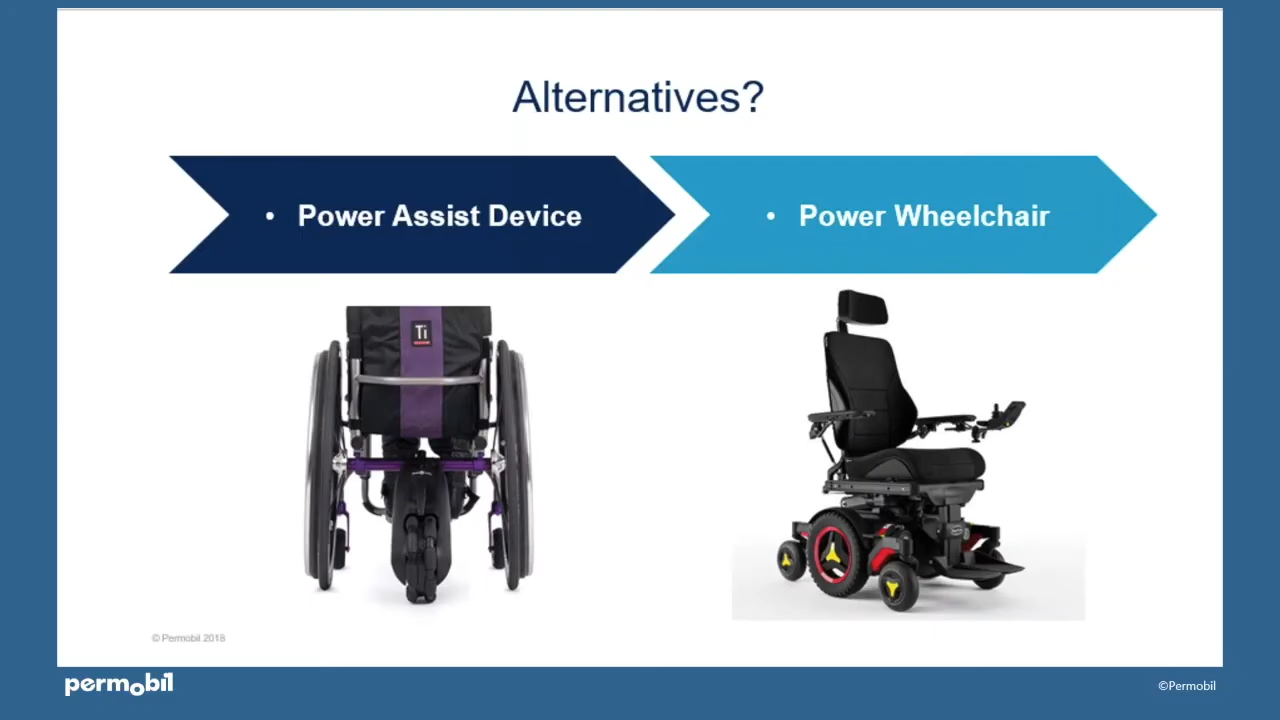 Alternatives?
• Power Assist Device
• Power Wheelchair
Ti
© Permobil 2018
permobil
©Permobil